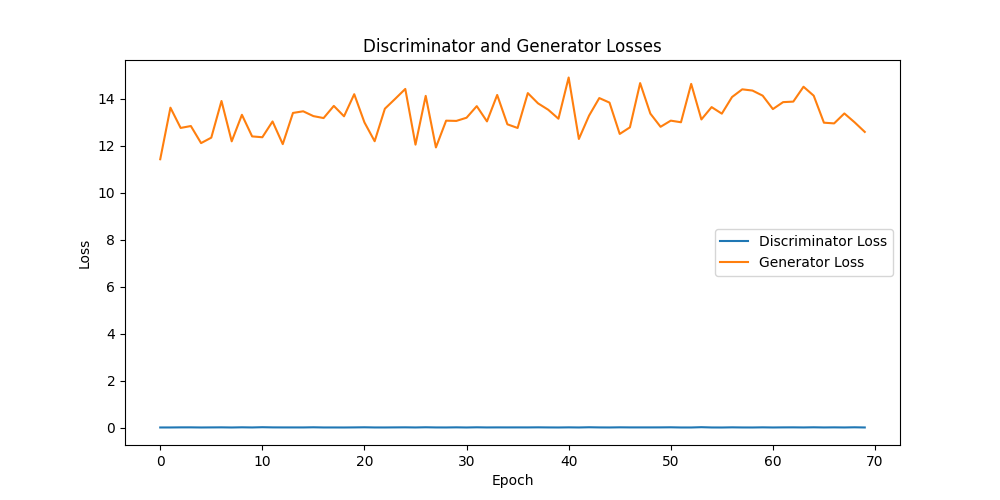 Discriminator and Generator Losses
14
12
10
8
6
4
2
0
Loss
Discriminator Loss
Generator Loss
0 10 20 30 40 50 60 70
Epoch